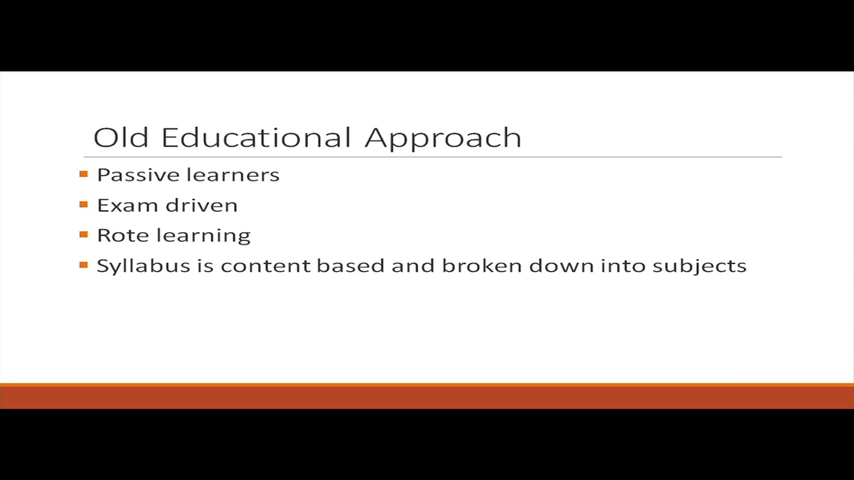 Old Educational Approach
Passive learners
Exam driven
Rote learning
Syllabus is content based and broken down into subjects